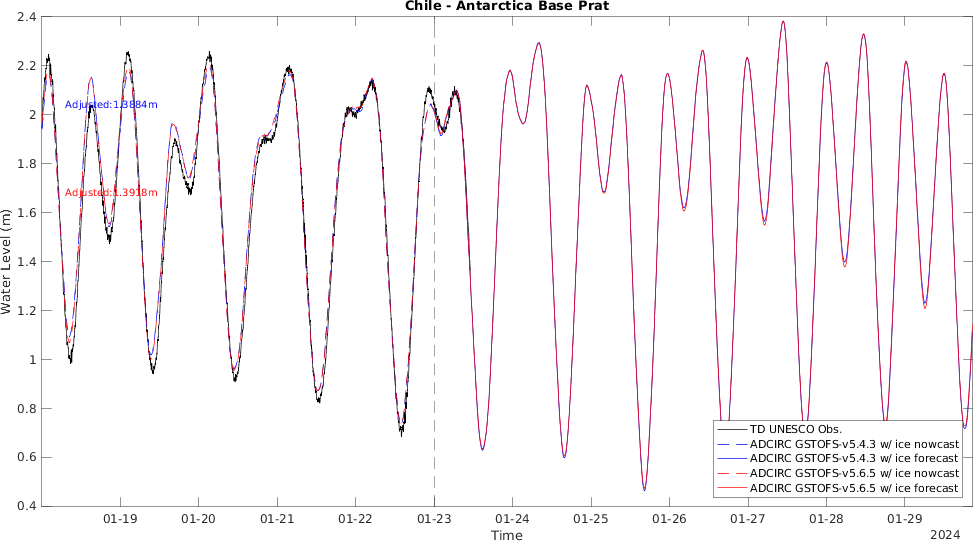 Chile - Antarctica Base Prat
Water Level (m)
2.4
2.2
2
1.8
1.6
1.4
1.2
1
0.8
0.6
0.4
Adjusted:1.3884m
Adjusted:1.3918m
TD UNESCO Obs.
ADCIRC GSTOFS-v5.4.3 w/ ice nowcast
ADCIRC GSTOFS-v5.4.3 w/ ice forecast
ADCIRC GSTOFS-v5.6.5 w/ ice nowcast
ADCIRC GSTOFS-v5.6.5 w/ ice forecast
01-19 01-20 01-21 01-22 01-23 01-24 01-25 01-26 01-27 01-28 01-29
Time
2024